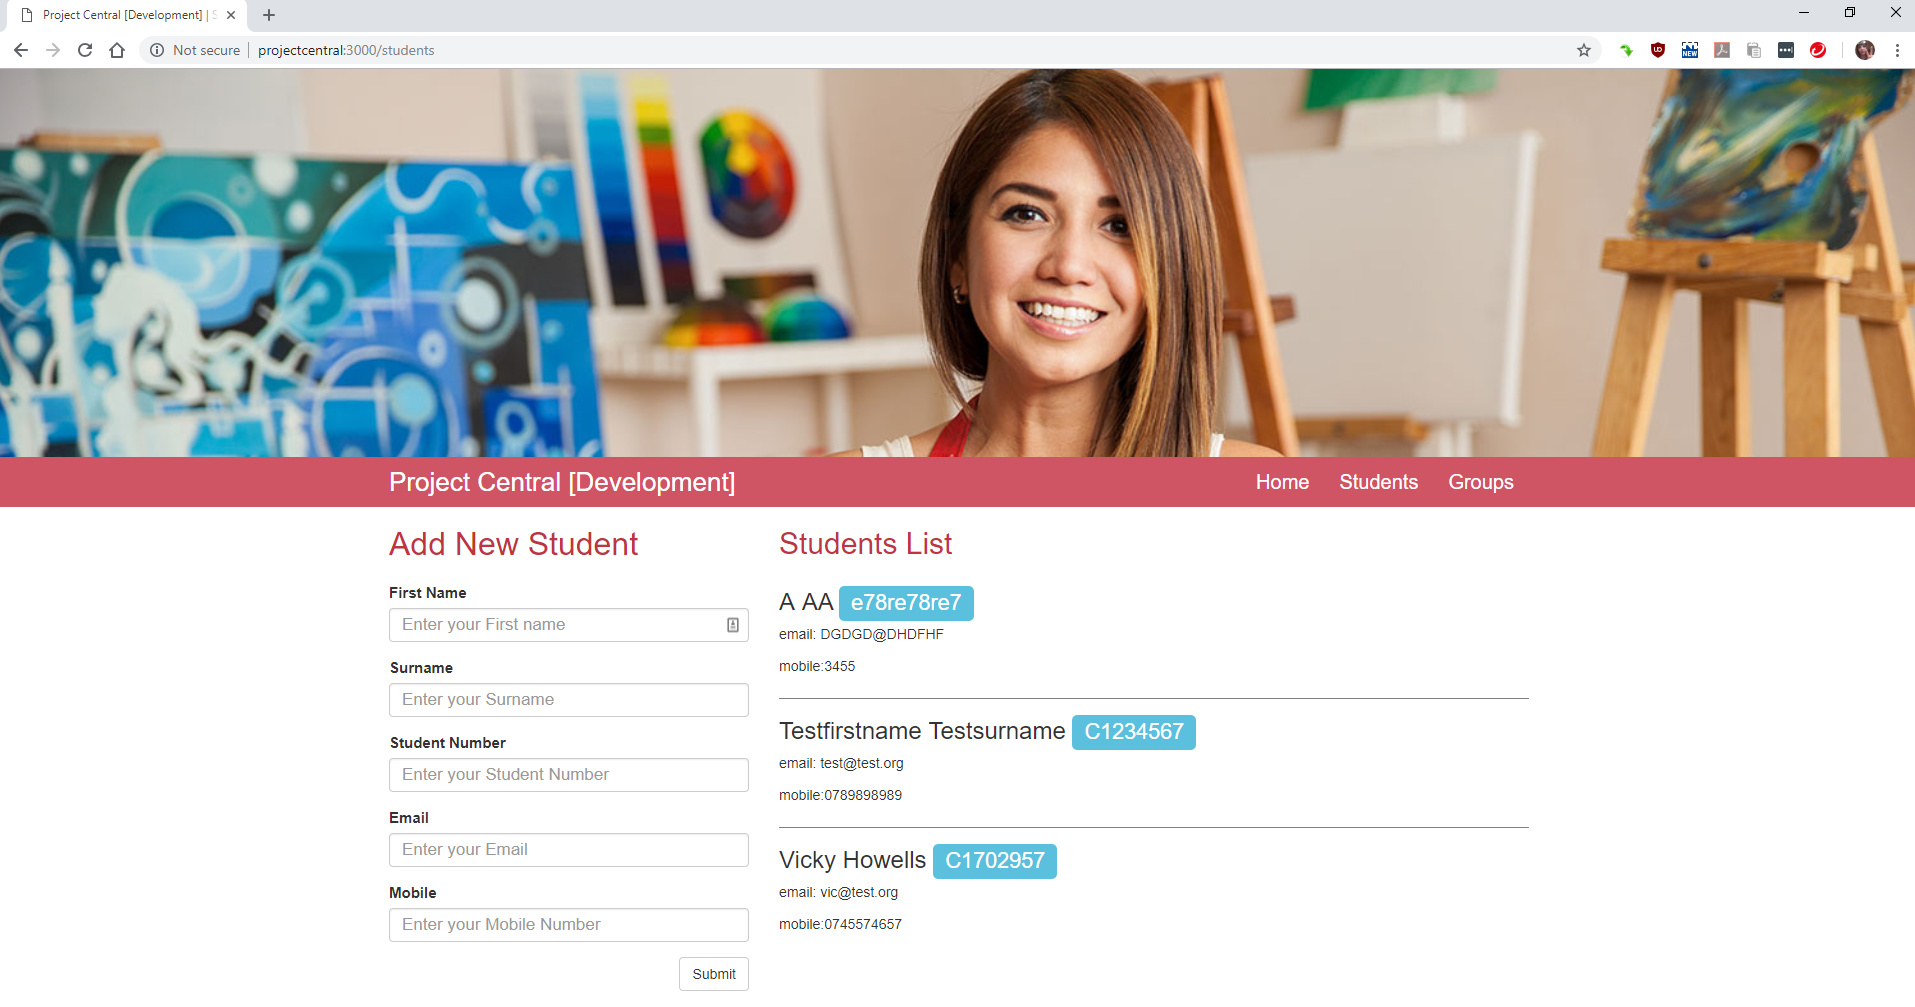 Project Central [Development] | S
Not secure | projectcentral:3000/students
NEW
Project Central [Development]
Home Students Groups
Add New Student
First Name
Enter your First name
Surname
Enter your Surname
Student Number
Enter your Student Number
Email
Enter your Email
Mobile
Enter your Mobile Number
Submit
Students List
A AA e78re78re7
email: DGDGD@DHDFHF
mobile:3455
Testfirstname Testsurname C1234567
email: test@test.org
mobile:0789898989
Vicky Howells C1702957
email: vic@test.org
mobile:0745574657